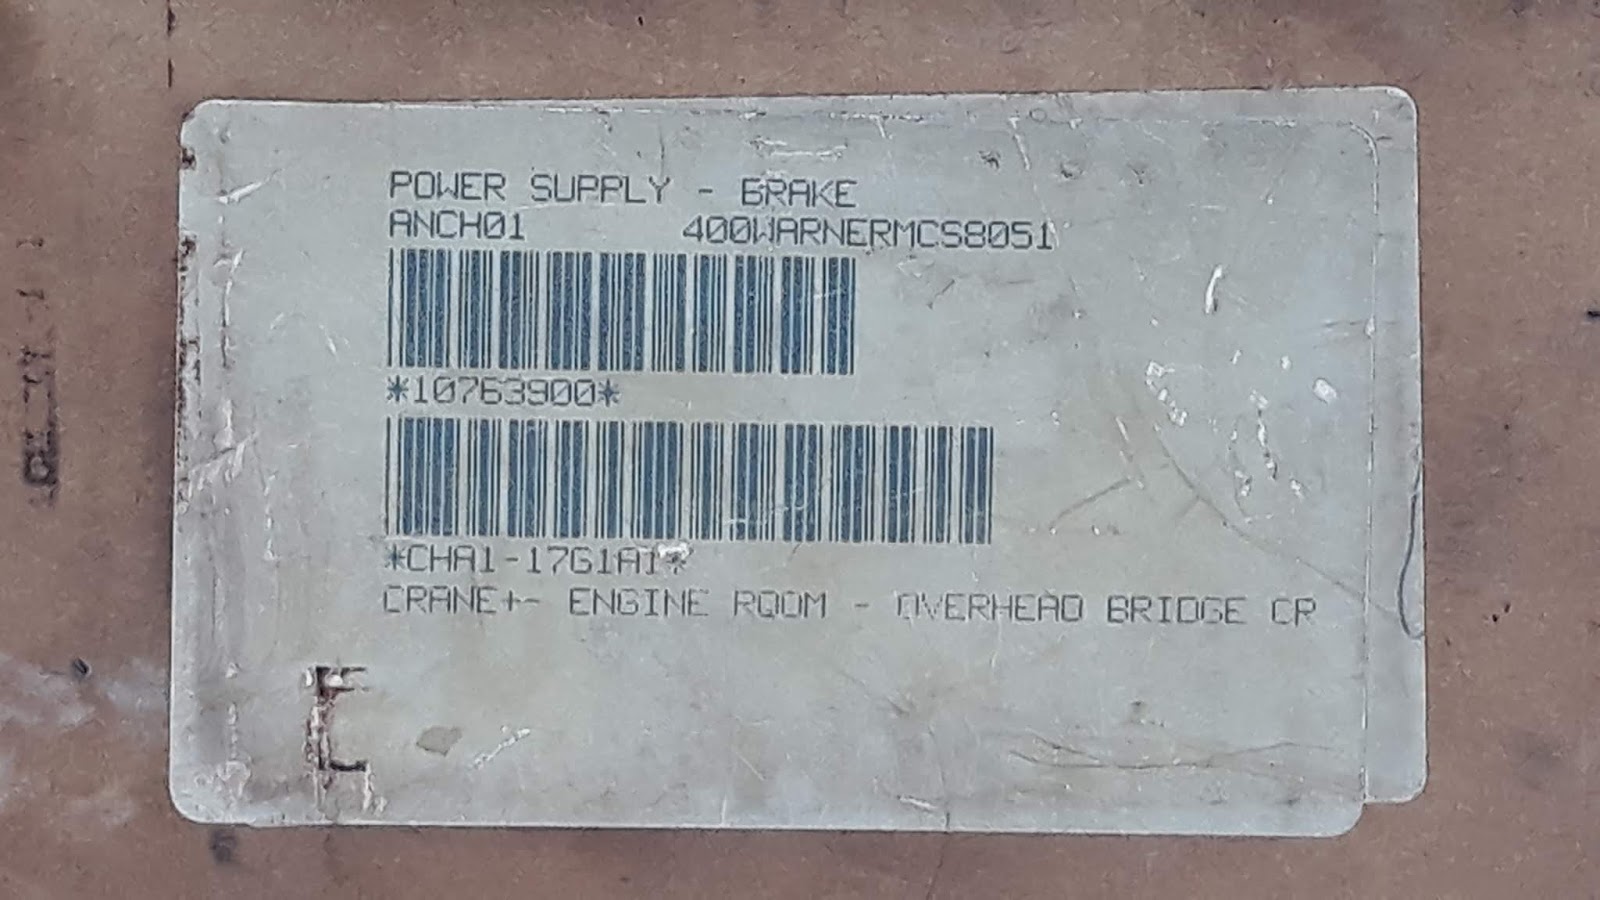 POWER SUPPLY - BRAKE
ANCH01 400WARNERMCS8051
*10763900*
*CHA1-17G1A1*
CRANE+- ENGINE ROOM - OVERHEAD BRIDGE CR